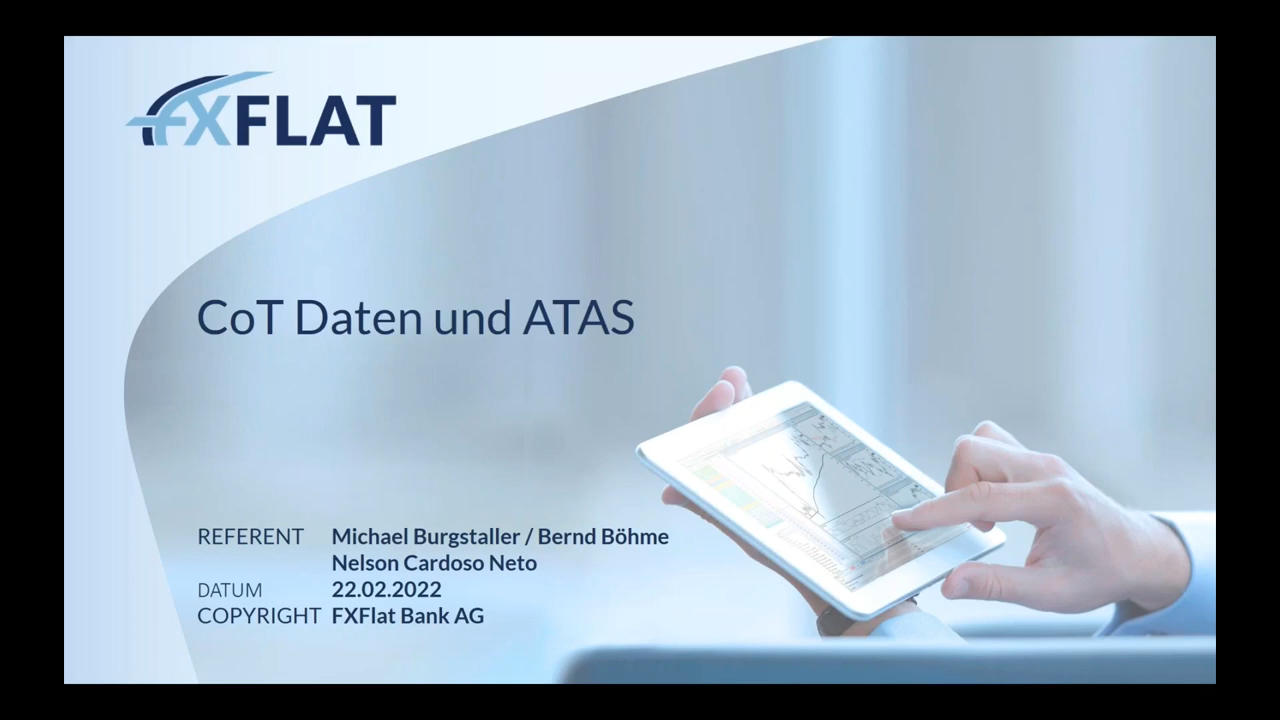 FXFLAT
CoT Daten und ATAS
REFERENT Michael Burgstaller / Bernd Böhme
Nelson Cardoso Neto
DATUM 22.02.2022
COPYRIGHT FXFlat Bank AG